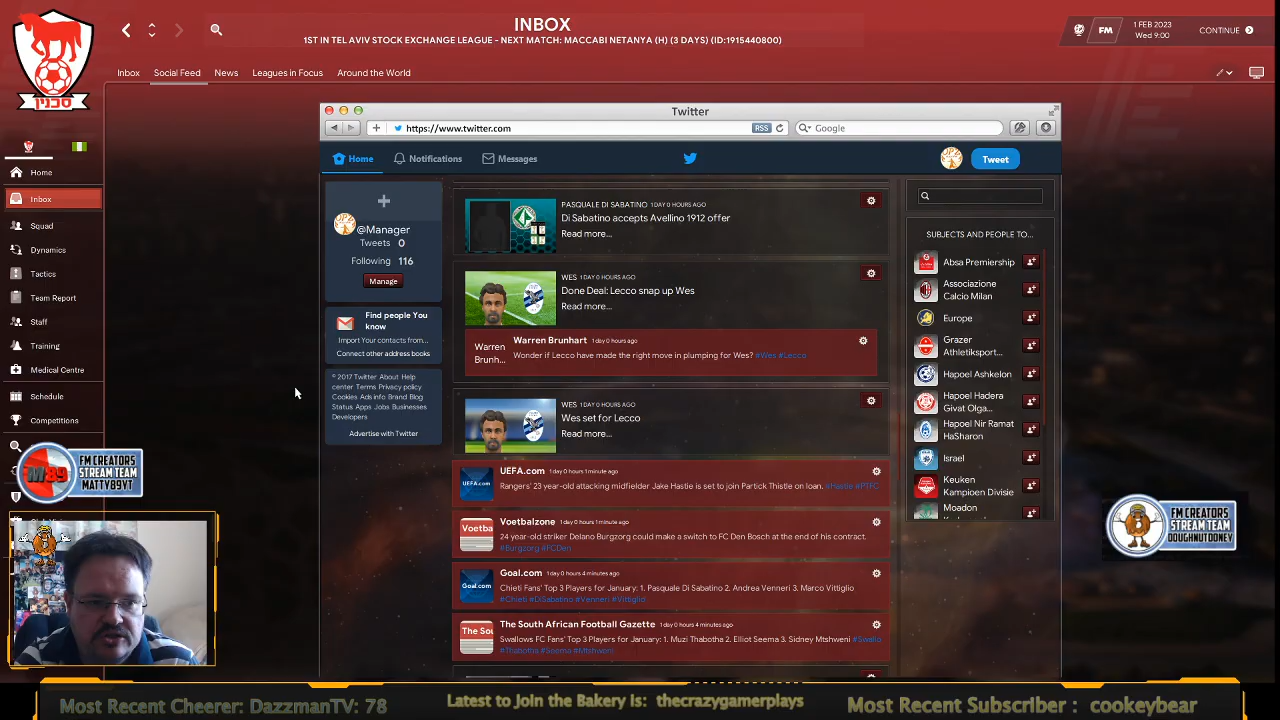 סכנין
INBOX
1ST IN TEL AVIV STOCK EXCHANGE LEAGUE - NEXT MATCH: MACCABI NETANYA (H) (3 DAYS) (ID:1915440800)
1 FEB 2023
Wed 9:00
FM
CONTINUE
Inbox
Social Feed
News
Leagues in Focus
Around the World
Home
Inbox
Squad
Dynamics
Tactics
Team Report
Staff
Training
Medical Centre
Schedule
Competitions
Twitter
https://www.twitter.com
RSS
Google
Home
Notifications
Messages
Tweet
@Manager
Tweets 0
Following 116
Manage
Find people You
know
Import Your contacts from...
Connect other address books
© 2017 Twitter About Help
center Terms Privacy policy
Cookies Ads info Brand Blog
Status Apps Jobs Businesses
Developers
Advertise with Twitter
PASQUALE DI SABATINO 1 DAY 0 HOURS AGO
Di Sabatino accepts Avellino 1912 offer
Read more...
WES 1 DAY 0 HOURS AGO
Done Deal: Lecco snap up Wes
Read more...
Warren
Brunh...
Warren Brunhart 1 day 0 hours ago
Wonder if Lecco have made the right move in plumping for Wes? #Wes #Lecco
WES 1 DAY 0 HOURS AGO
Wes set for Lecco
Read more...
UEFA.com
UEFA.com 1 day 0 hours 1 minute ago
Rangers' 23 year-old attacking midfielder Jake Hastie is set to join Partick Thistle on loan. #Hastie #PTFC
Voetba
Voetbalzone 1 day 0 hours 1 minute ago
24 year-old striker Delano Burgzorg could make a switch to FC Den Bosch at the end of his contract.
#Burgzorg #FCDen
Goal.com
Goal.com 1 day 0 hours 4 minutes ago
Chieti Fans' Top 3 Players for January: 1. Pasquale Di Sabatino 2. Andrea Venneri 3. Marco Vittiglio
#Chieti #DiSabatino #Venneri #Vittiglio
The So
The South African Football Gazette 1 day 0 hours 4 minutes ago
Swallows FC Fans' Top 3 Players for January: 1. Muzi Thabotha 2. Elliot Seema 3. Sidney Mtshweni #Swallo
#Thabotha #Seema #Mtshweni
SUBJECTS AND PEOPLE TO...
Absa Premiership
Associazione
Calcio Milan
Europe
Grazer
Athletiksport...
Hapoel Ashkelon
Hapoel Hadera
Givat Olga...
Hapoel Nir Ramat
HaSharon
Israel
Keuken
Kampioen Divisie
Moadon
M89
FM CREATORS
STREAM TEAM
MATTY89YT
FM CREATORS
STREAM TEAM
DOUGHNUTDONEY
Most Recent Cheerer: DazzmanTV: 78
Latest to Join the Bakery is: thecrazygamerplays
Most Recent Subscriber : cookeybear